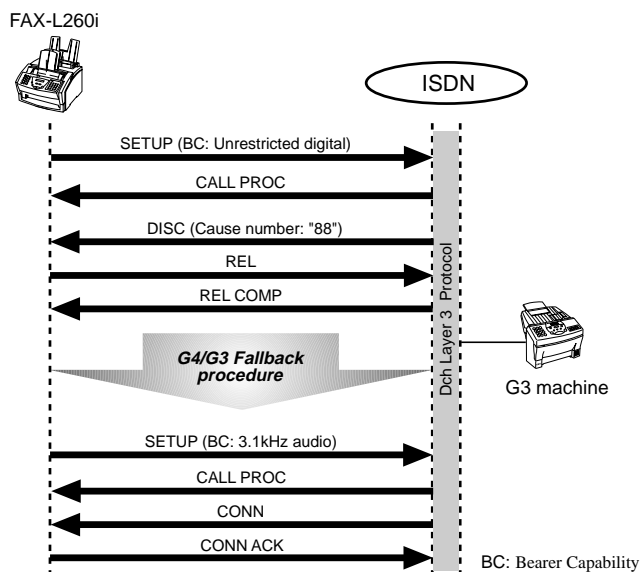 FAX-L260i
ISDN
SETUP (BC: Unrestricted digital)
CALL PROC
DISC (Cause number: "88")
REL
REL COMP
Dch Layer 3 Protocol
G4/G3 Fallback
procedure
G3 machine
SETUP (BC: 3.1kHz audio)
CALL PROC
CONN
CONN ACK
BC: Bearer Capability